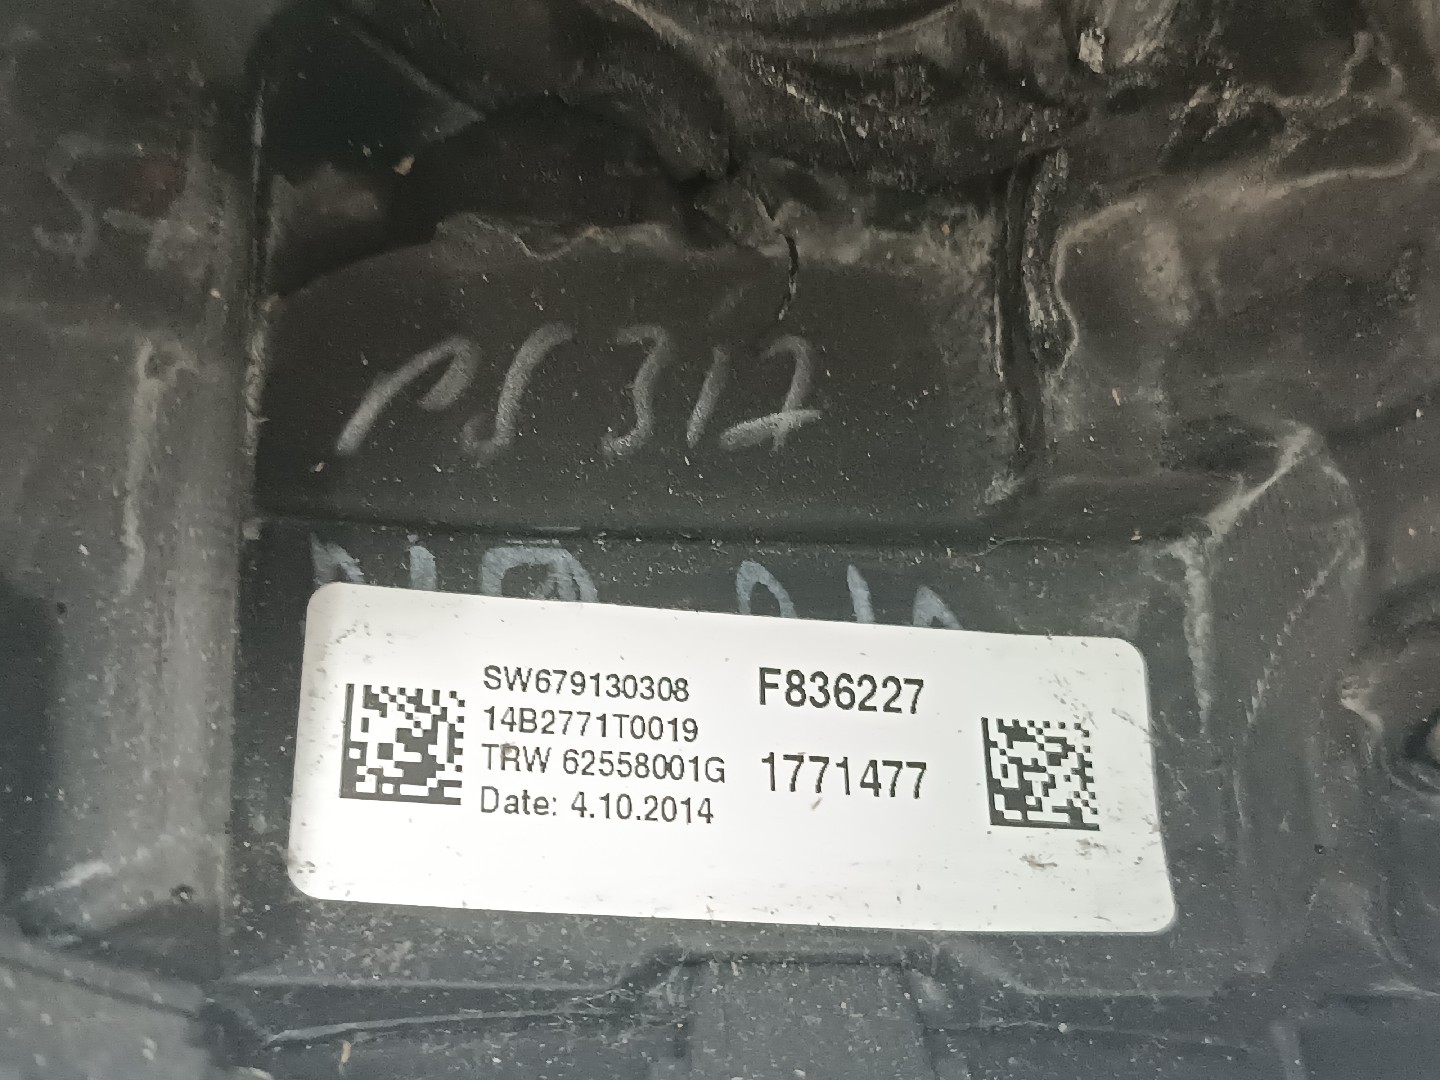 PS 312
SW679130308
14B2771T0019
TRW 62558001G
Date: 4.10.2014
F836227
1771477